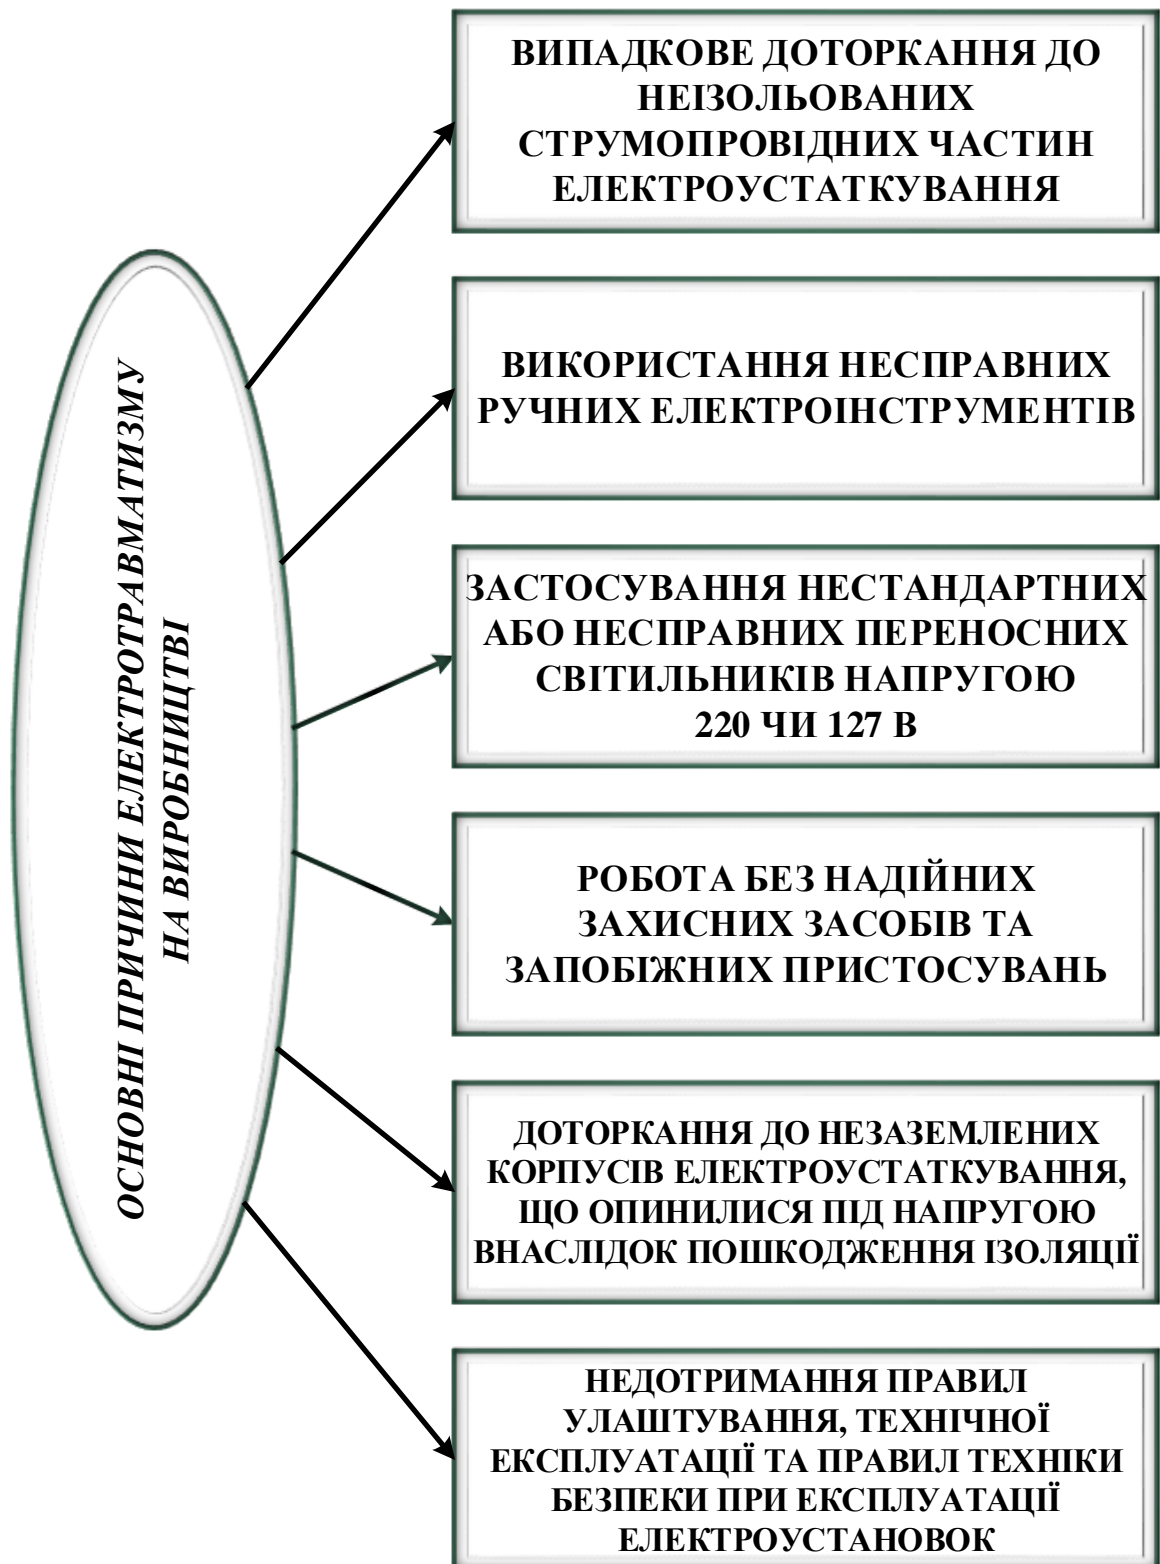 ОСНОВНІ ПРИЧИНИ ЕЛЕКТРОТРАВМАТИЗМУ
НА ВИРОБНИЦТВІ
ВИПАДКОВЕ ДОТОРКАННЯ ДО
НЕІЗОЛЬОВАНИХ
СТРУМОПРОВІДНИХ ЧАСТИН
ЕЛЕКТРОУСТАТКУВАННЯ
ВИКОРИСТАННЯ НЕСПРАВНИХ
РУЧНИХ ЕЛЕКТРОІНСТРУМЕНТІВ
ЗАСТОСУВАННЯ НЕСТАНДАРТНИХ
АБО НЕСПРАВНИХ ПЕРЕНОСНИХ
СВІТИЛЬНИКІВ НАПРУГОЮ
220 ЧИ 127 В
РОБОТА БЕЗ НАДІЙНИХ
ЗАХИСНИХ ЗАСОБІВ ТА
ЗАПОБІЖНИХ ПРИСТОСУВАНЬ
ДОТОРКАННЯ ДО НЕЗАЗЕМЛЕНИХ
КОРПУСІВ ЕЛЕКТРОУСТАТКУВАННЯ,
ЩО ОПИНИЛИСЯ ПІД НАПРУГОЮ
ВНАСЛІДОК ПОШКОДЖЕННЯ ІЗОЛЯЦІЇ
НЕДОТРИМАННЯ ПРАВИЛ
УЛАШТУВАННЯ, ТЕХНІЧНОЇ
ЕКСПЛУАТАЦІЇ ТА ПРАВИЛ ТЕХНІКИ
БЕЗПЕКИ ПРИ ЕКСПЛУАТАЦІЇ
ЕЛЕКТРОУСТАНОВОК